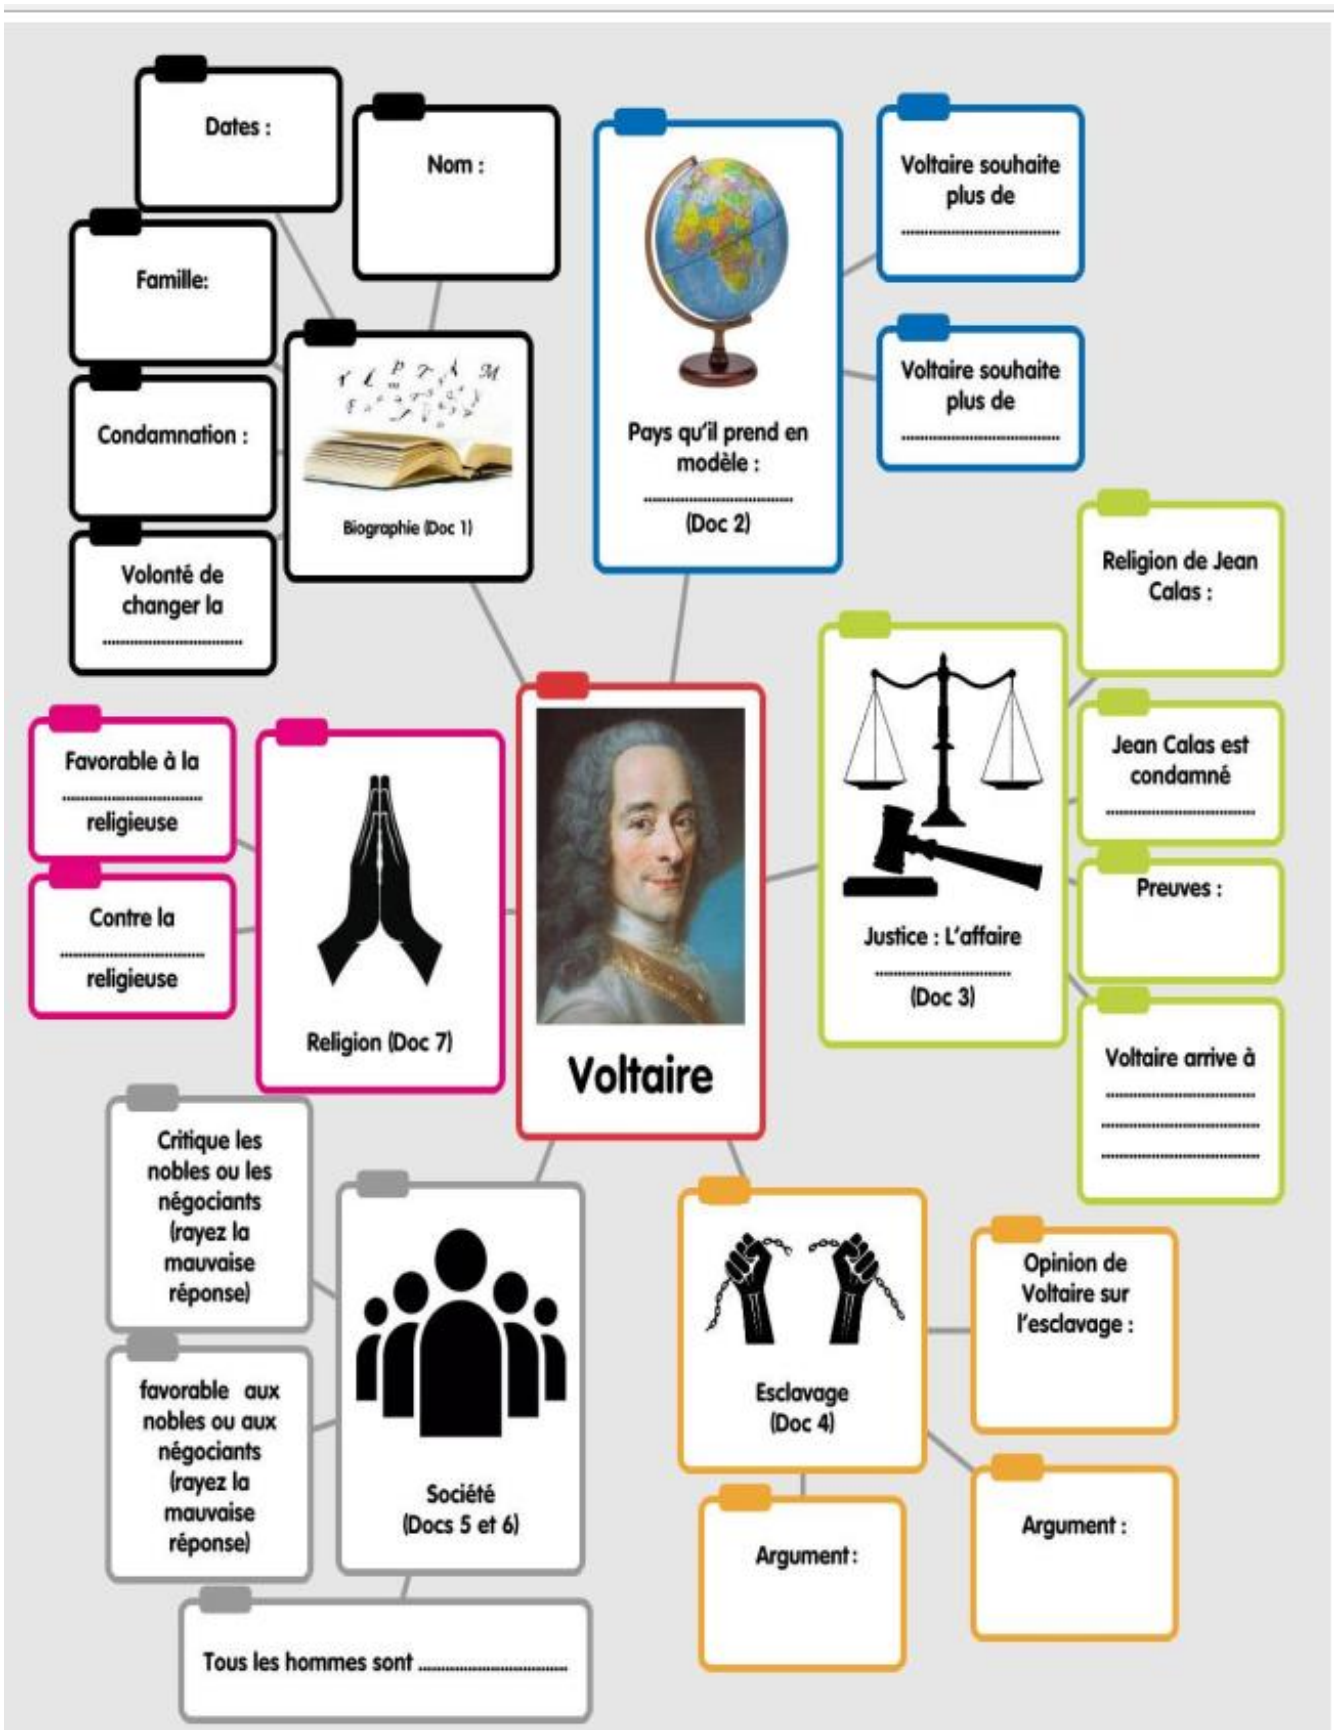 Dates :
Nom :
Famille:
Condamnation :
Volonté de
changer la
........................
Biographie (Doc 1)
Pays qu'il prend en
modèle :
........................
(Doc 2)
Voltaire souhaite
plus de
........................
Voltaire souhaite
plus de
........................
Religion de Jean
Calas :
Jean Calas est
condamné
........................
Preuves :
Voltaire arrive à
........................
........................
........................
Justice : L'affaire
........................
(Doc 3)
Favorable à la
........................
religieuse
Contre la
........................
religieuse
Religion (Doc 7)
Voltaire
Critique les
nobles ou les
négociants
(rayez la
mauvaise
réponse)
favorable aux
nobles ou aux
négociants
(rayez la
mauvaise
réponse)
Société
(Docs 5 et 6)
Tous les hommes sont ........................
Esclavage
(Doc 4)
Opinion de
Voltaire sur
l'esclavage :
Argument :
Argument :